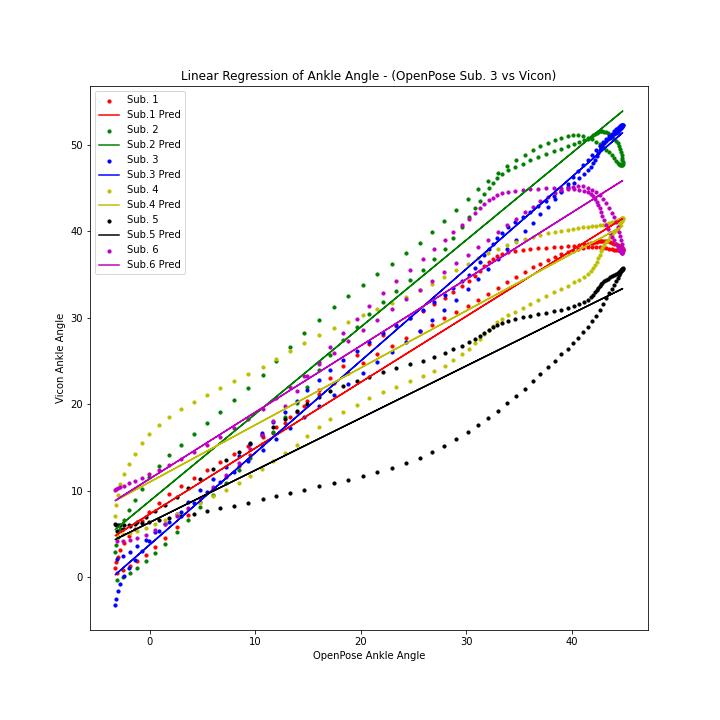 Linear Regression of Ankle Angle - (OpenPose Sub. 3 vs Vicon)
Sub. 1
Sub.1 Pred
Sub. 2
Sub.2 Pred
Sub. 3
Sub.3 Pred
Sub. 4
Sub.4 Pred
Sub. 5
Sub.5 Pred
Sub. 6
Sub.6 Pred
50
40
30
20
10
0
Vicon Ankle Angle
0 10 20 30 40
OpenPose Ankle Angle